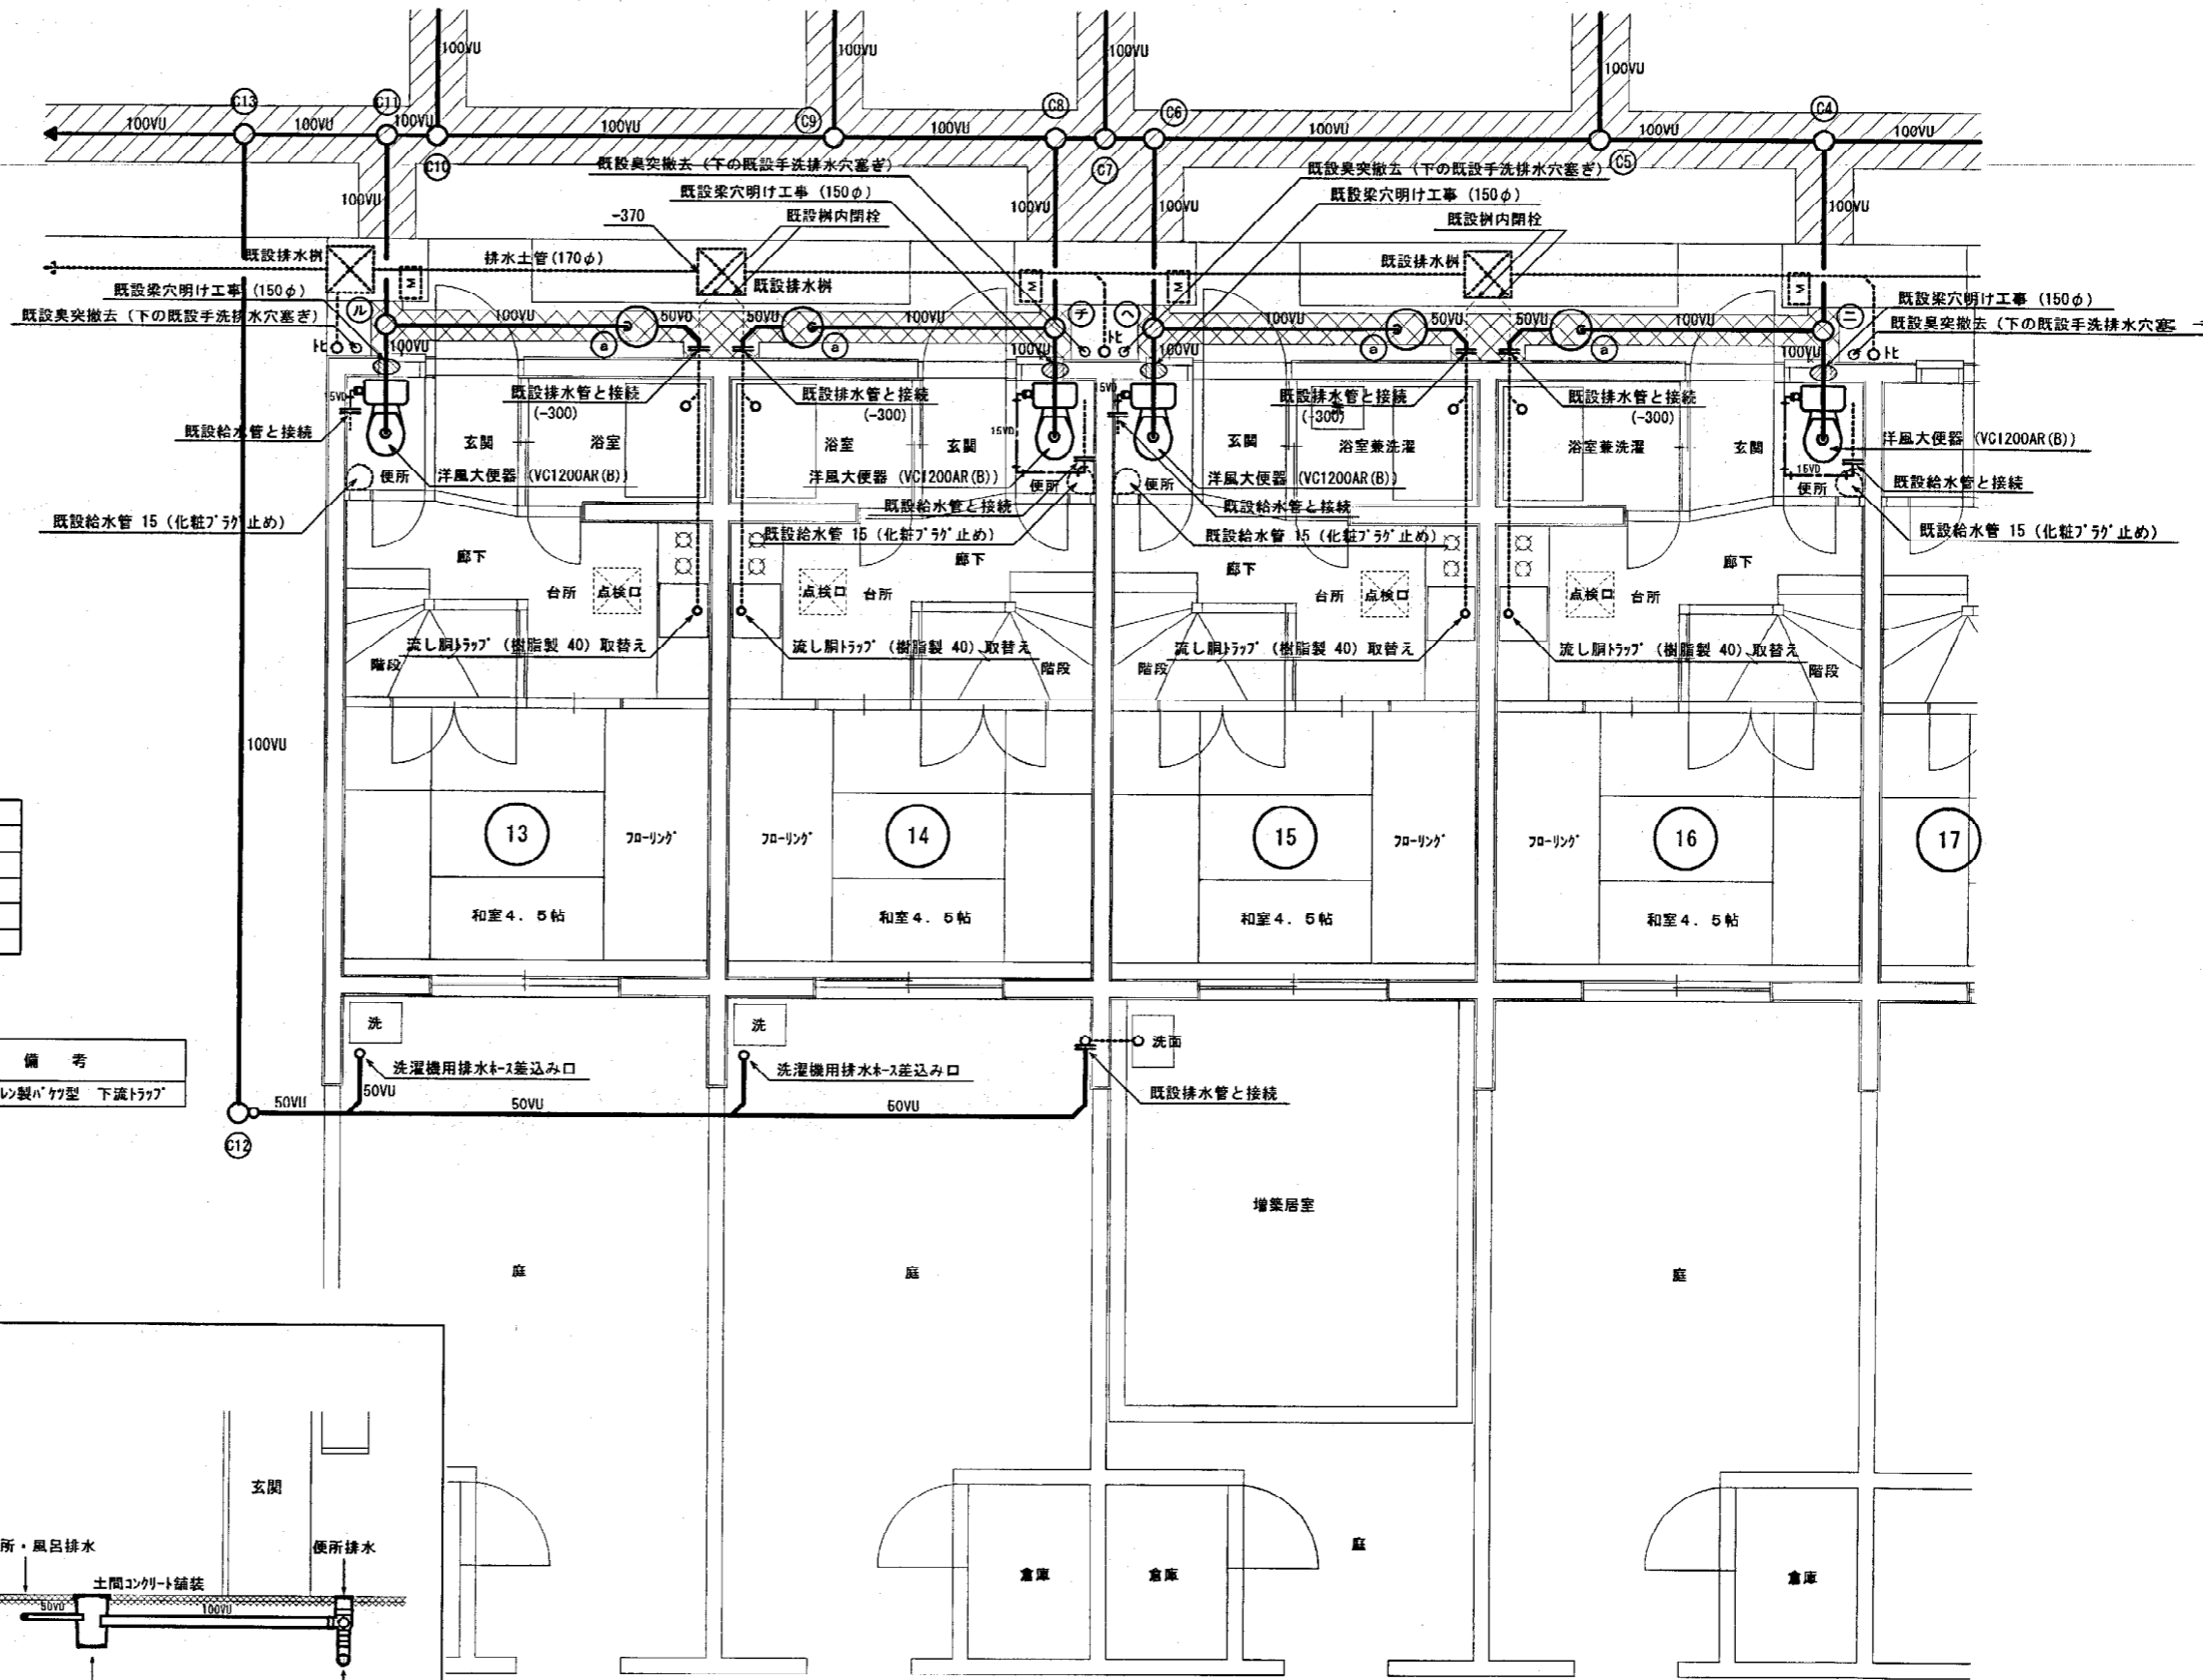 100VU 100VU 100VU 100VU
C13 C11 C8 C6 C4
C9
100VU 100VU 100VU 100VU 100VU 100VU 100VU 100VU
C10 C7 C5
既設臭突撤去 (下の既設手洗排水穴塞ぎ) 既設臭突撤去 (下の既設手洗排水穴塞ぎ)
既設梁穴明け工事 (150φ) 既設梁穴明け工事 (150φ)
100VU 100VU 100VU 100VU
-370 既設桝内閉栓 既設桝内閉栓
既設排水桝 排水土管(170φ) 既設排水桝
既設排水桝
M M M M
既設梁穴明け工事 (150φ) 既設梁穴明け工事 (150φ)
ル チ ヘ ニ
既設臭突撤去 (下の既設手洗排水穴塞ぎ) 既設臭突撤去 (下の既設手洗排水穴塞
100VU 50VU 50VU 100VU 100VU 50VU 50VU 100VU
ﾄﾋ ﾄﾋ ﾄﾋ
a a a a
100VU 100VU 100VU 100VU
既設排水管と接続 既設排水管と接続 既設排水管と接続 既設排水管と接続
(-300) (-300) (-300) (-300)
15VD 15VD 15VD 15VD
既設給水管と接続
玄関 浴室 浴室 玄関 玄関 浴室兼洗濯 浴室兼洗濯 玄関
洋風大便器 (VC1200AR(B))
便所 洋風大便器 (VC1200AR(B)) 洋風大便器 (VC1200AR(B)) 便所 便所 洋風大便器 (VC1200AR(B)) 便所
既設給水管と接続 既設給水管と接続 既設給水管と接続
既設給水管 15 (化粧ﾌﾟﾗｸﾞ止め) 既設給水管 15 (化粧ﾌﾟﾗｸﾞ止め) 既設給水管 15 (化粧ﾌﾟﾗｸﾞ止め) 既設給水管 15 (化粧ﾌﾟﾗｸﾞ止め)
廊下 廊下 廊下 廊下
台所 点検口 点検口 台所 台所 点検口 点検口 台所
流し胴ﾄﾗｯﾌﾟ (樹脂製 40) 取替え 流し胴ﾄﾗｯﾌﾟ (樹脂製 40) 取替え 流し胴ﾄﾗｯﾌﾟ (樹脂製 40) 取替え 流し胴ﾄﾗｯﾌﾟ (樹脂製 40) 取替え
階段 階段 階段 階段
100VU
13 ﾌﾛｰﾘﾝｸﾞ ﾌﾛｰﾘﾝｸﾞ 14 15 ﾌﾛｰﾘﾝｸﾞ ﾌﾛｰﾘﾝｸﾞ 16 17
和室4．5帖 和室4．5帖 和室4．5帖 和室4．5帖
洗 洗 洗面
備 考
洗濯機用排水ﾎｰｽ差込み口 洗濯機用排水ﾎｰｽ差込み口
ﾚﾝ製ﾊﾞｹﾂ型 下流ﾄﾗｯﾌﾟ
50VU 既設排水管と接続
50VU 50VU 60VU
C12
増築居室
庭 庭 庭
玄関
所・風呂排水 便所排水
庭
倉庫 倉庫 倉庫
土間ｺﾝｸﾘｰﾄ舗装
50VU 100VU